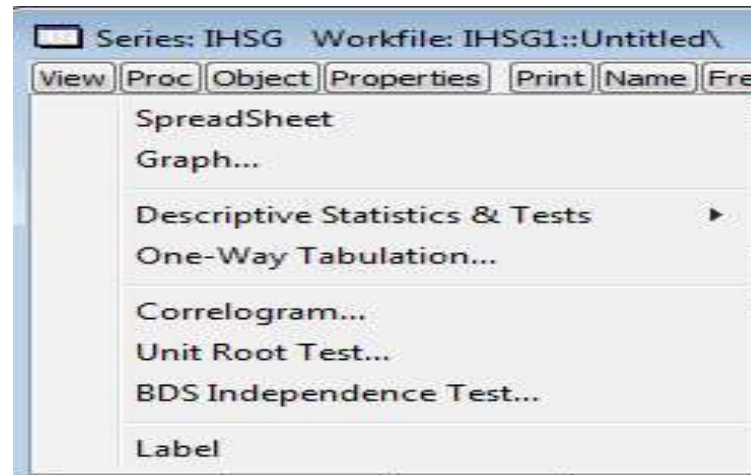 Series: IHSG Workfile: IHSG1::Untitled\
View Proc Object Properties Print Name Fre
SpreadSheet
Graph...
Descriptive Statistics & Tests
One-Way Tabulation...
Correlogram...
Unit Root Test...
BDS Independence Test...
Label